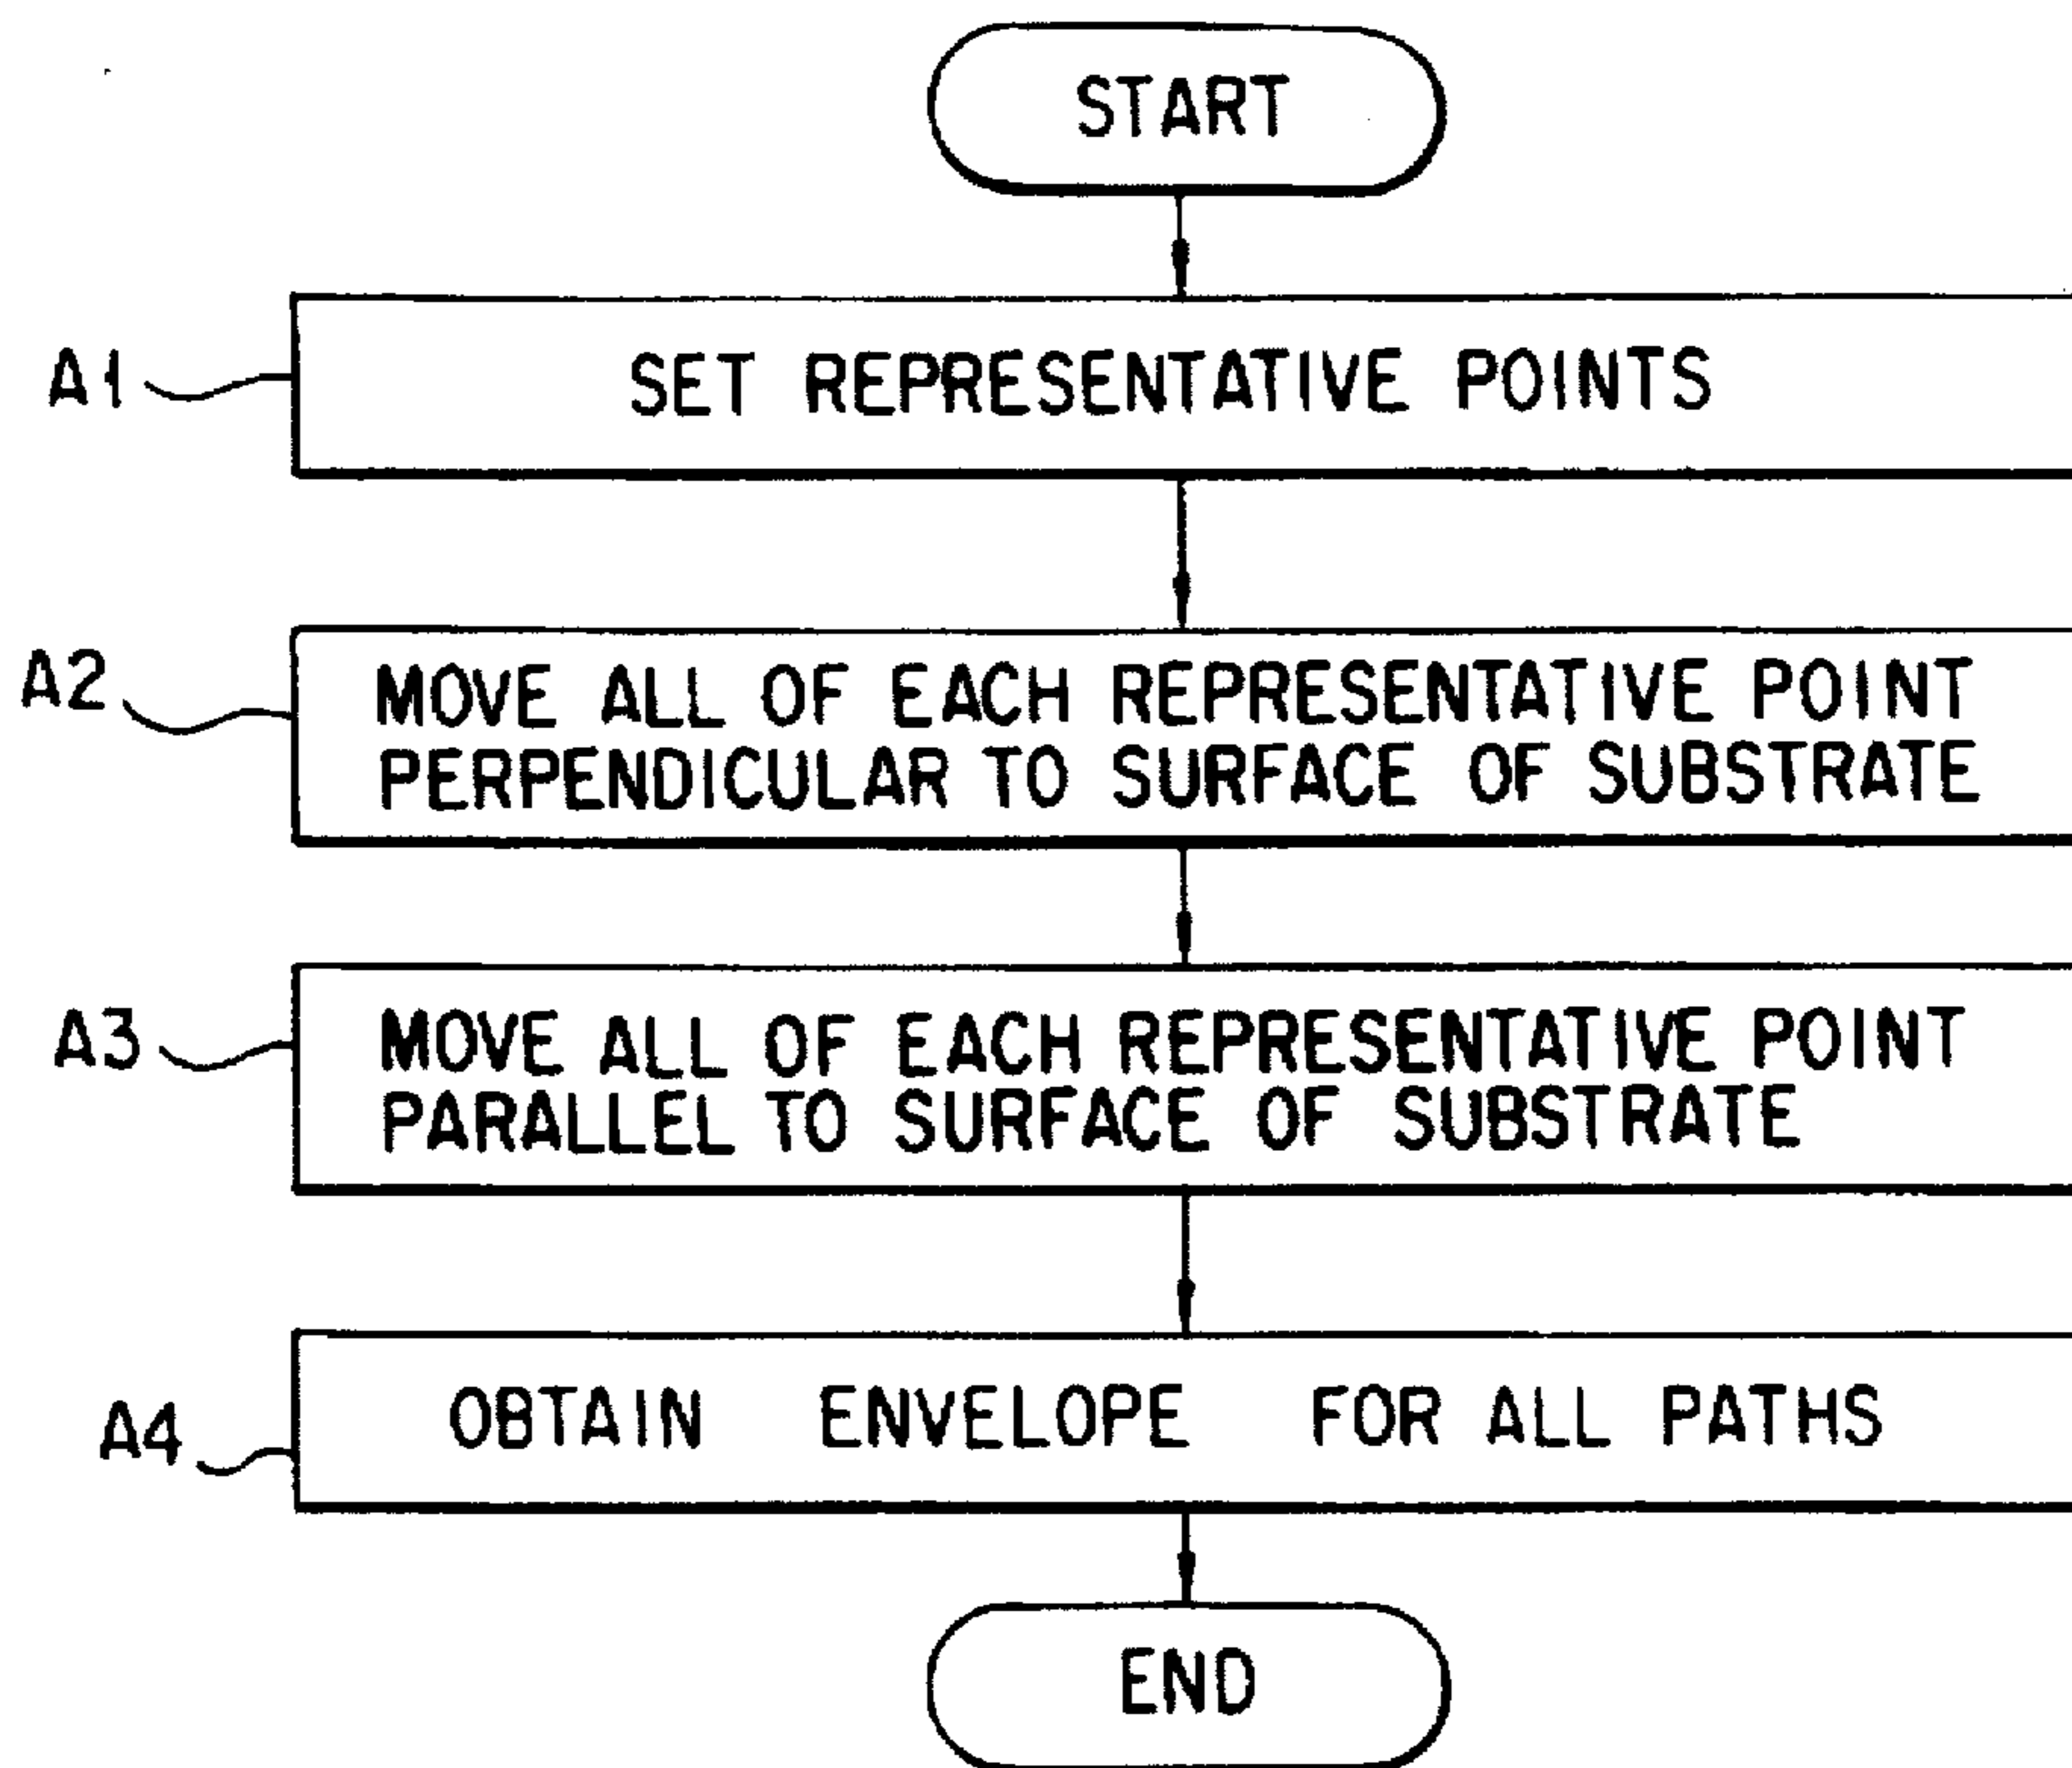 START
A1
SET REPRESENTATIVE POINTS
A2
MOVE ALL OF EACH REPRESENTATIVE POINT
PERPENDICULAR TO SURFACE OF SUBSTRATE
A3
MOVE ALL OF EACH REPRESENTATIVE POINT
PARALLEL TO SURFACE OF SUBSTRATE
A4
OBTAIN ENVELOPE FOR ALL PATHS
END